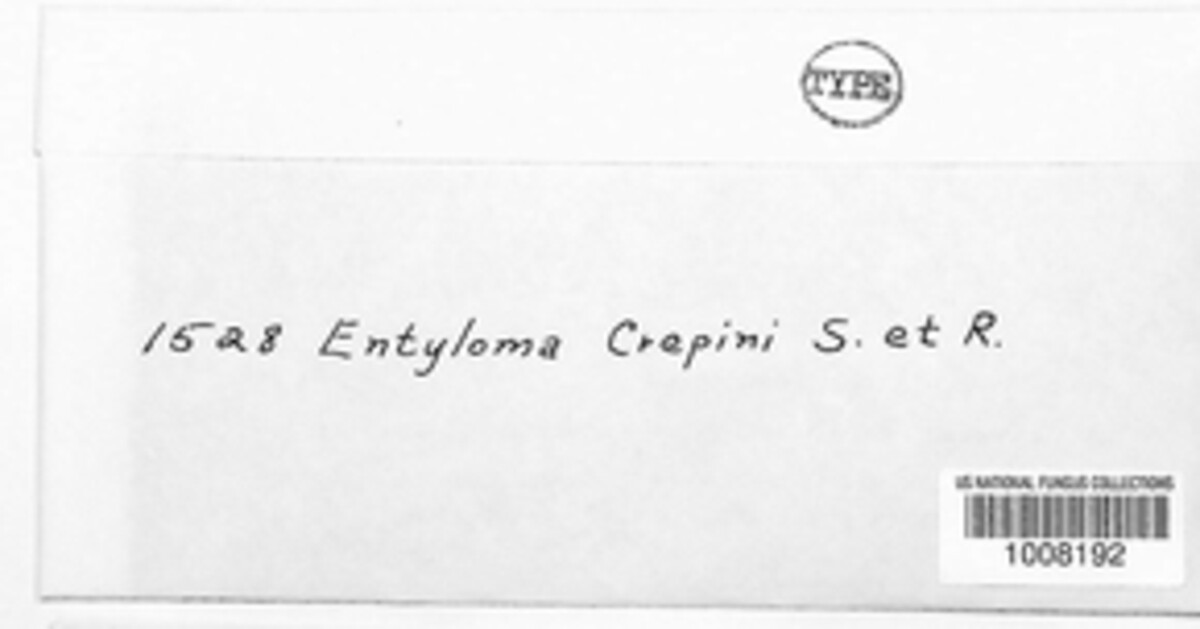 TYPE
1528 Entyloma Crepini S. et R.
US NATIONAL FUNGUS COLLECTIONS
1008192